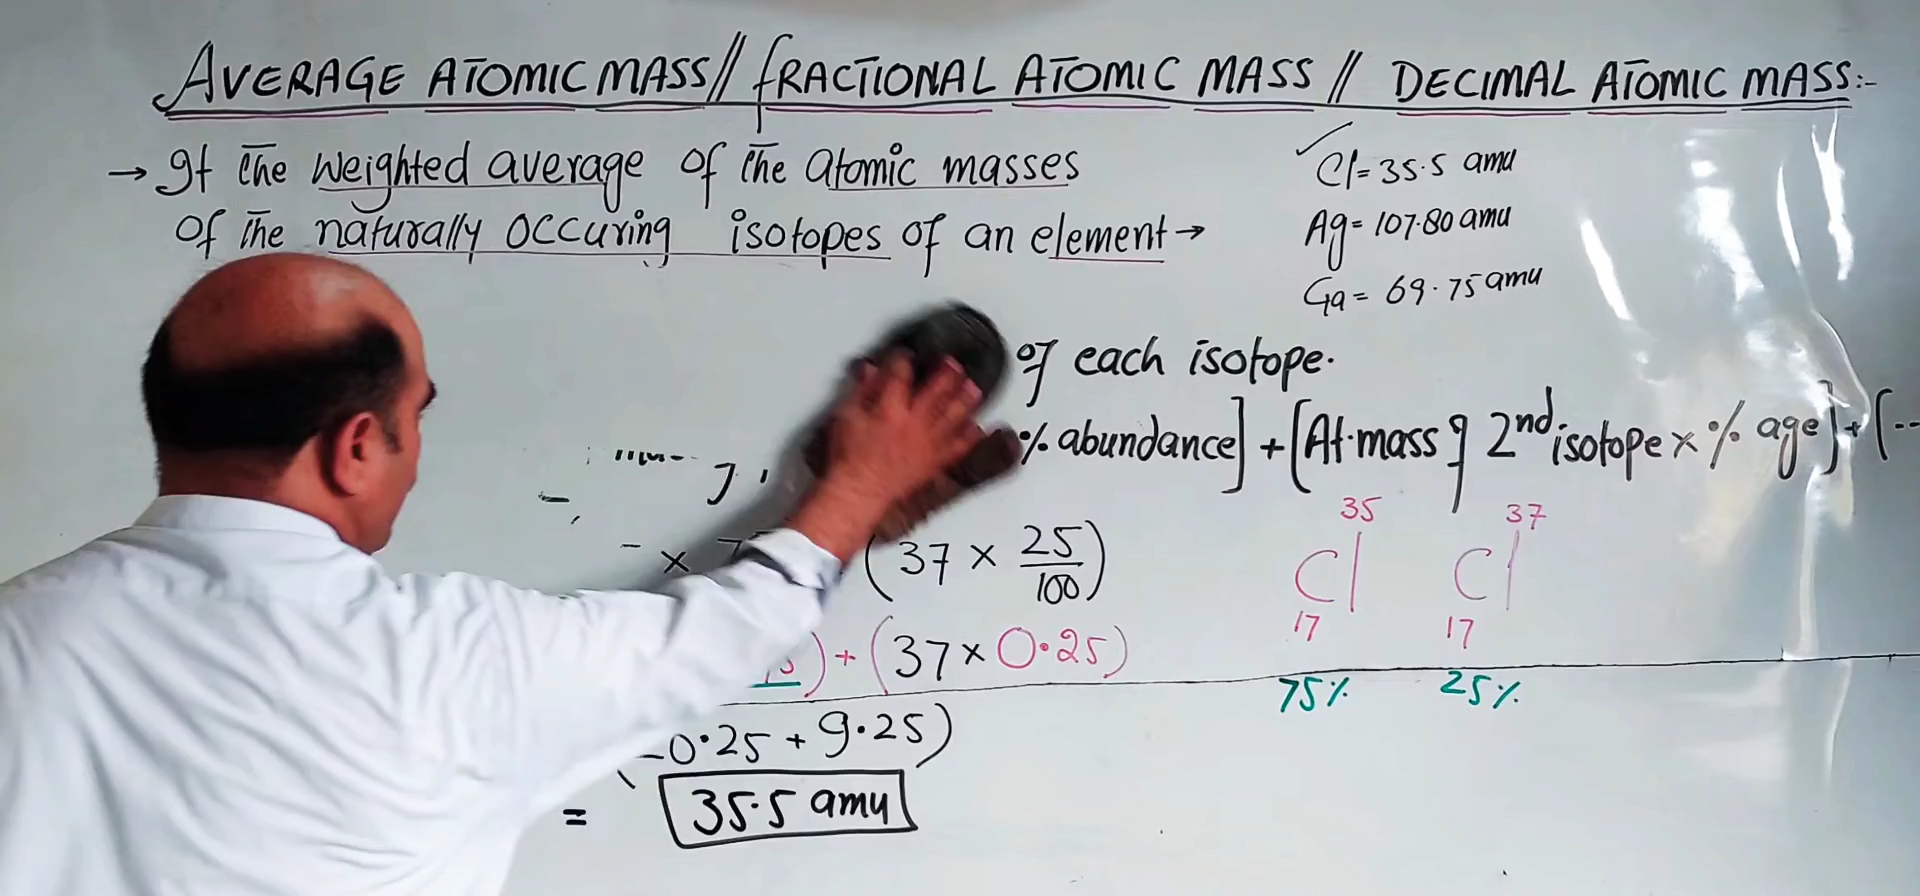 AVERAGE ATOMIC MASS // fRACTIONAL ATOMIC MASS // DECIMAL ATOMIC MASS:-
→ It the weighted average of the atomic masses
of the naturally occuring isotopes of an element →
✓ Cl = 35.5 amu
Ag = 107.80 amu
Ga = 69.75 amu
of each isotope.
% abundance] + [At. mass of 2nd isotope x % age] + [--
x (37 x 25/100)
) + (37 x 0.25)
0.25 + 9.25)
= 35.5 amu
35 37
Cl Cl
17 17
75% 25%